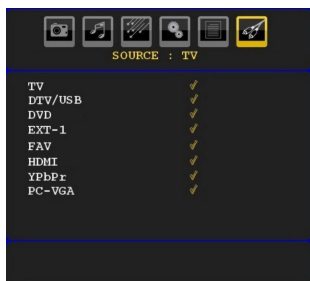 SOURCE : TV
TV
DTV/USB
DVD
EXT-1
FAV
HDMI
YPbPr
PC-VGA